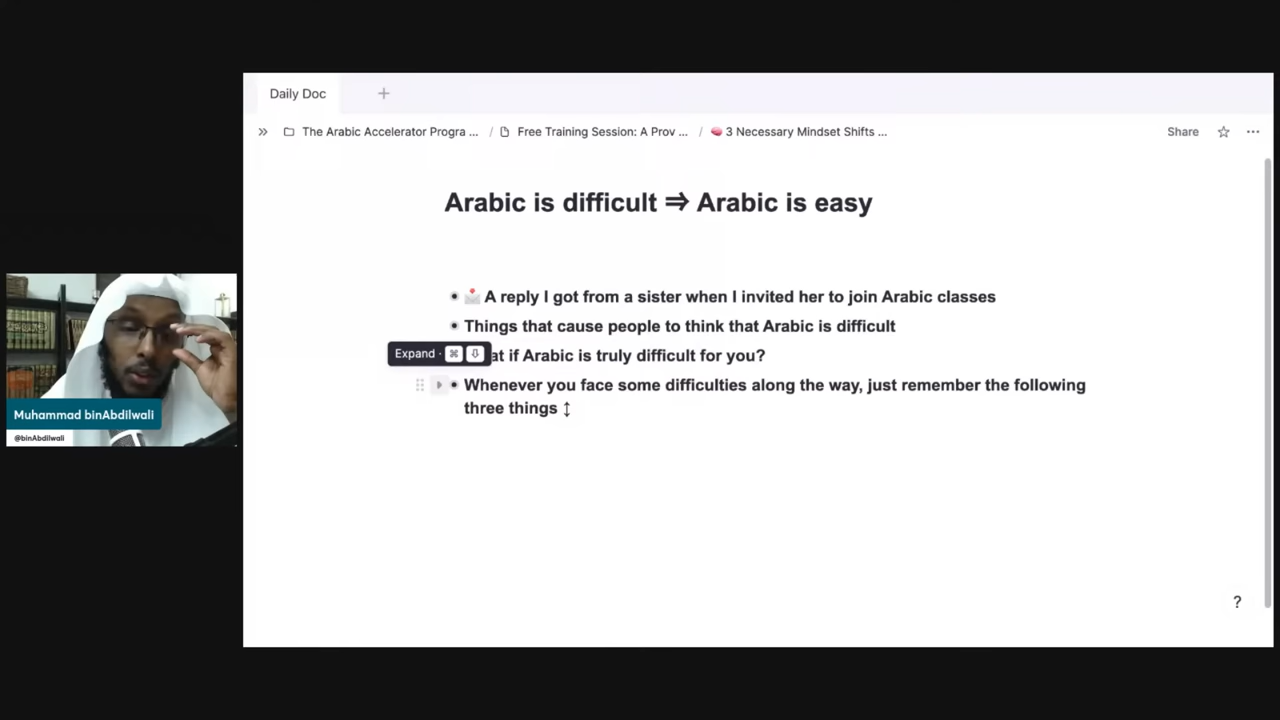 Daily Doc
The Arabic Accelerator Progra ... / Free Training Session: A Prov ... / 3 Necessary Mindset Shifts ...
Share
Arabic is difficult ⇒ Arabic is easy
A reply I got from a sister when I invited her to join Arabic classes
Things that cause people to think that Arabic is difficult
Expand · ⌘
at if Arabic is truly difficult for you?
Whenever you face some difficulties along the way, just remember the following
three things
Muhammad binAbdilwali
@binAbdilwali
?